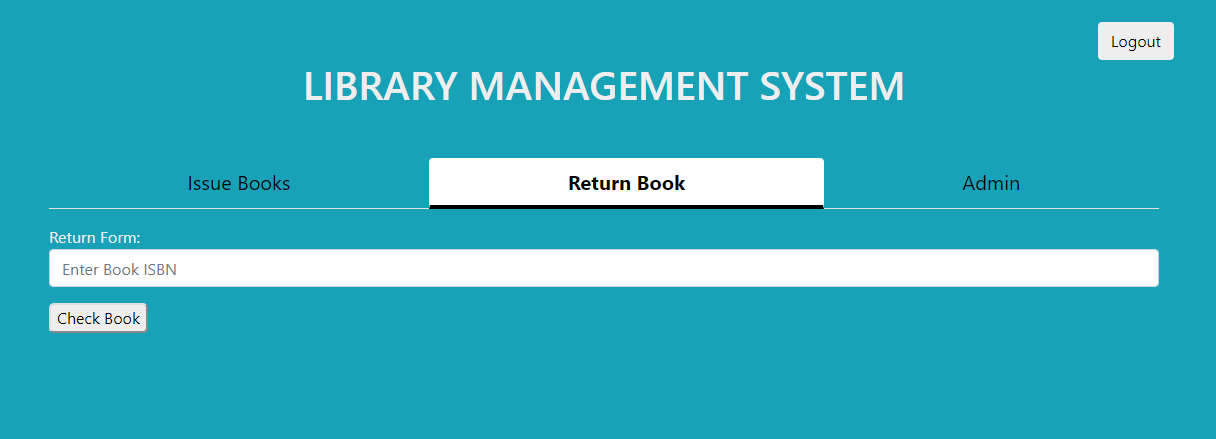 Logout
LIBRARY MANAGEMENT SYSTEM
Issue Books Return Book Admin
Return Form:
Enter Book ISBN
Check Book